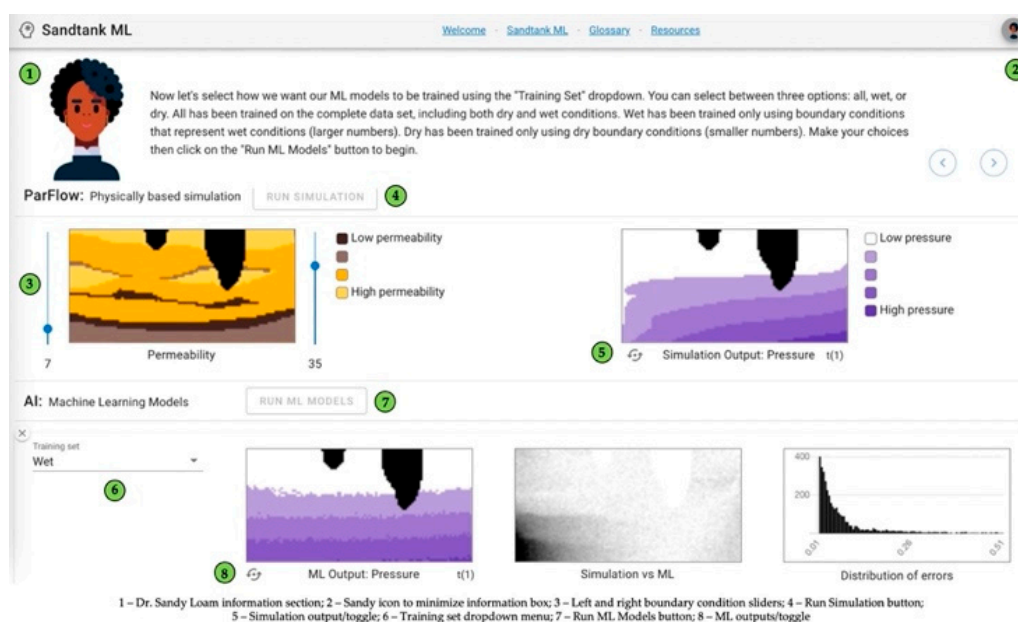 Sandtank ML
Welcome · Sandtank ML · Glossary · Resources
1
2
Now let's select how we want our ML models to be trained using the "Training Set" dropdown. You can select between three options: all, wet, or
dry. All has been trained on the complete data set, including both dry and wet conditions. Wet has been trained only using boundary conditions
that represent wet conditions (larger numbers). Dry has been trained only using dry boundary conditions (smaller numbers). Make your choices
then click on the "Run ML Models" button to begin.
ParFlow: Physically based simulation RUN SIMULATION 4
Low permeability
High permeability
Low pressure
High pressure
3
7
Permeability
35
5
Simulation Output: Pressure t(1)
AI: Machine Learning Models RUN ML MODELS 7
Training set
Wet
6
400
200
0.01
0.26
0.51
8
ML Output: Pressure t(1)
Simulation vs ML
Distribution of errors
1 – Dr. Sandy Loam information section; 2 – Sandy icon to minimize information box; 3 – Left and right boundary condition sliders; 4 – Run Simulation button;
5 – Simulation output/toggle; 6 – Training set dropdown menu; 7 – Run ML Models button; 8 – ML outputs/toggle